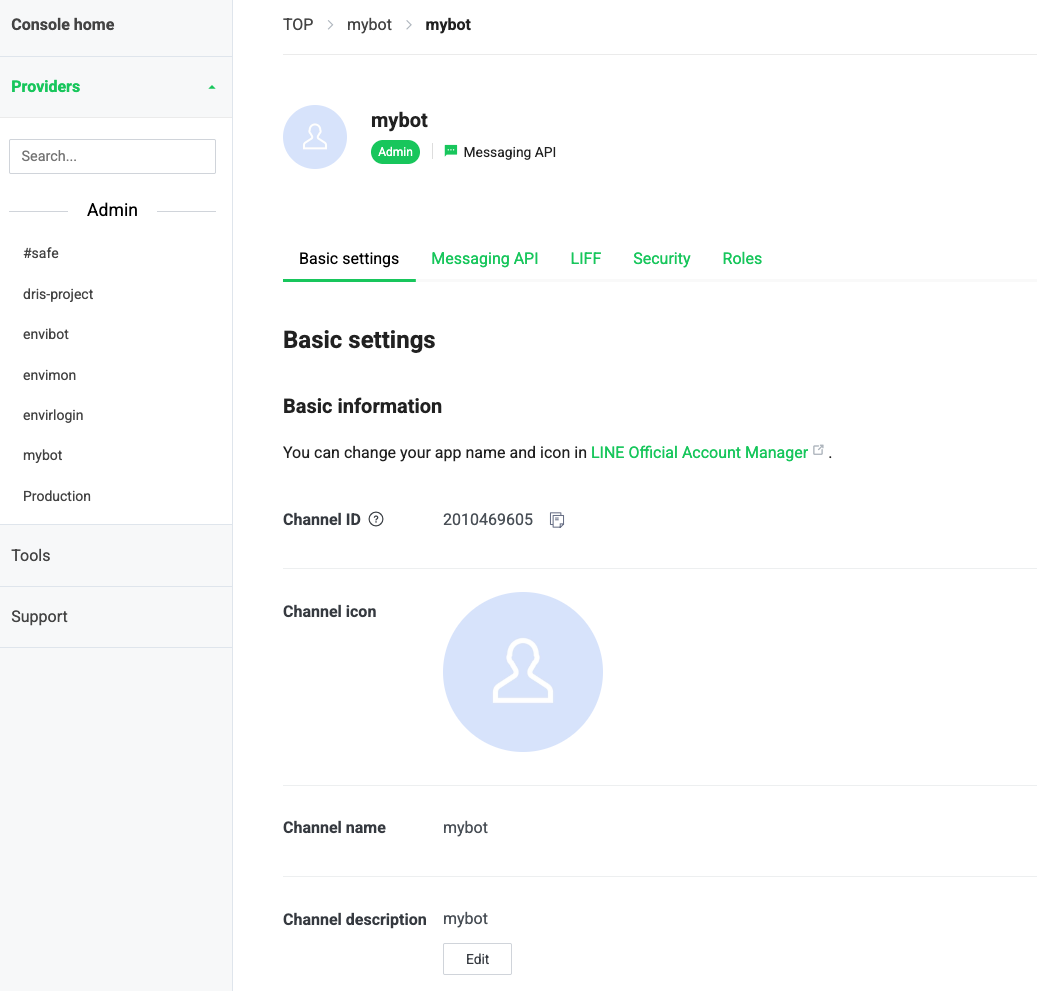 Console home
Providers
Search...
Admin
#safe
dris-project
envibot
envimon
envirlogin
mybot
Production
Tools
Support
TOP > mybot > mybot
mybot
Admin
Messaging API
Basic settings Messaging API LIFF Security Roles
Basic settings
Basic information
You can change your app name and icon in LINE Official Account Manager .
Channel ID ? 2010469605
Channel icon
Channel name mybot
Channel description mybot
Edit